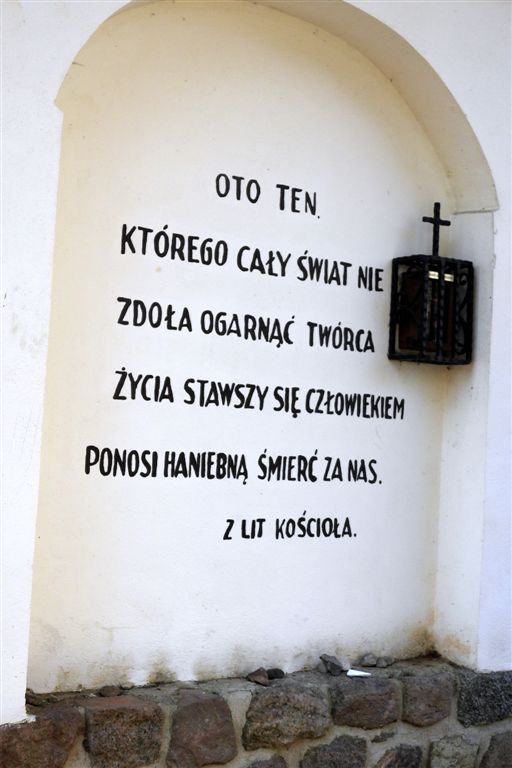 OTO TEN.
KTÓREGO CAŁY ŚWIAT NIE
ZDOŁA OGARNĄĆ TWÓRCA
ŻYCIA STAWSZY SIĘ CZŁOWIEKIEM
PONOSI HANIEBNĄ ŚMIERĆ ZA NAS.
Z LIT KOŚCIOŁA.